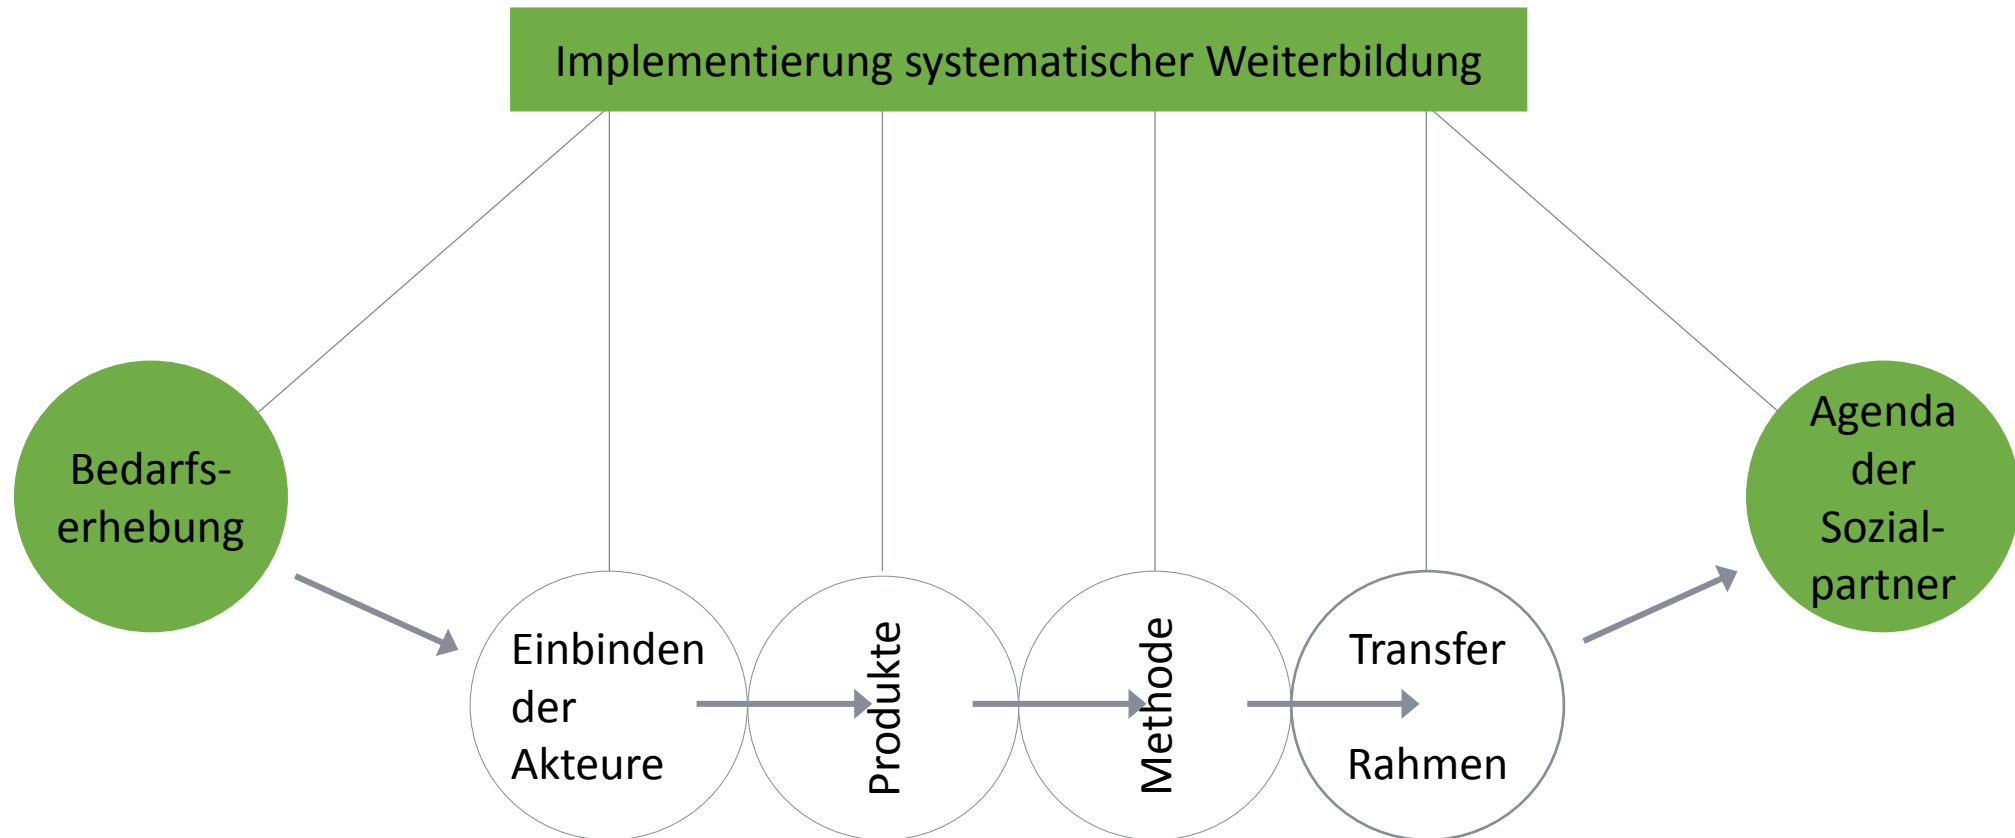 Implementierung systematischer Weiterbildung
Bedarfs-
erhebung
Einbinden
der
Akteure
Produkte
Methode
Transfer
Rahmen
Agenda
der
Sozial-
partner